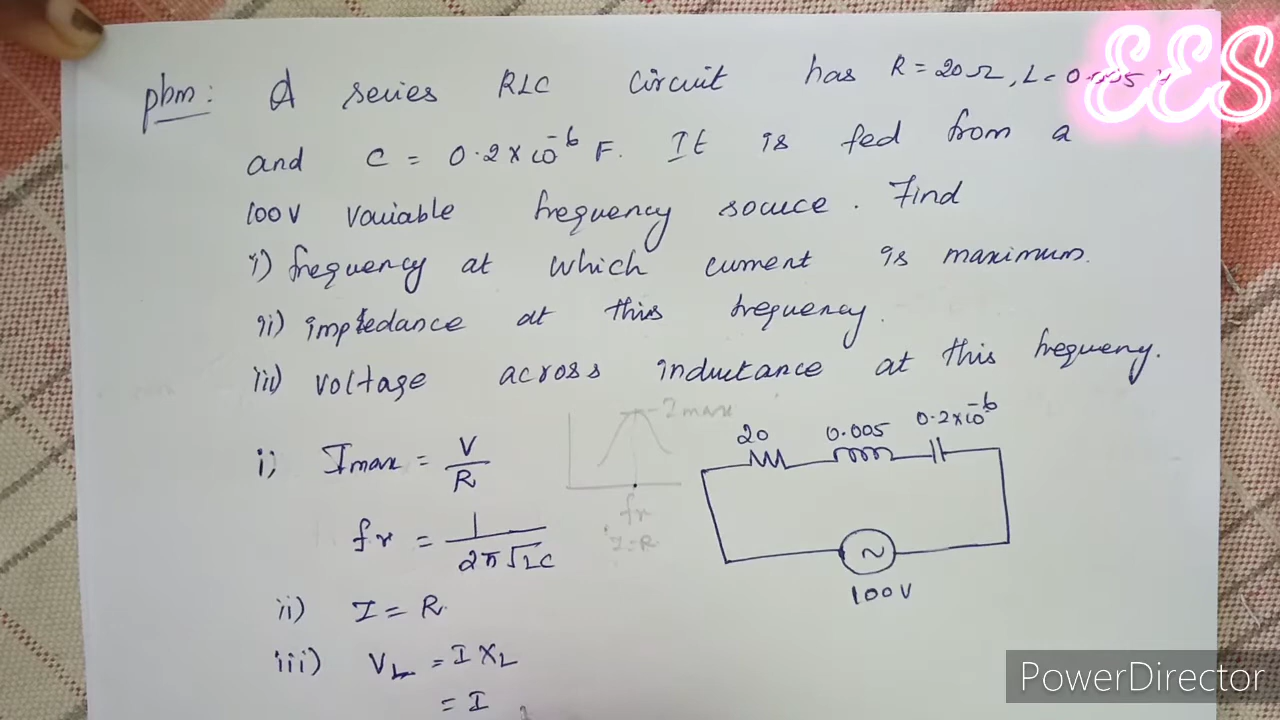 EES
pbm: A series RLC circuit has R = 20Ω, L = 0.005 H
and C = 0.2 × 10⁻⁶ F. It is fed from a
100V variable frequency source. Find
i) frequency at which current is maximum.
ii) impedance at this frequency.
iii) voltage across inductance at this frequeny.
i) Imax = V/R
fr = 1/2π√LC
ii) Z = R
iii) VL = I XL
= I
Imax
fr
Z=R
20 0.005 0.2×10⁻⁶
~
100V
PowerDirector